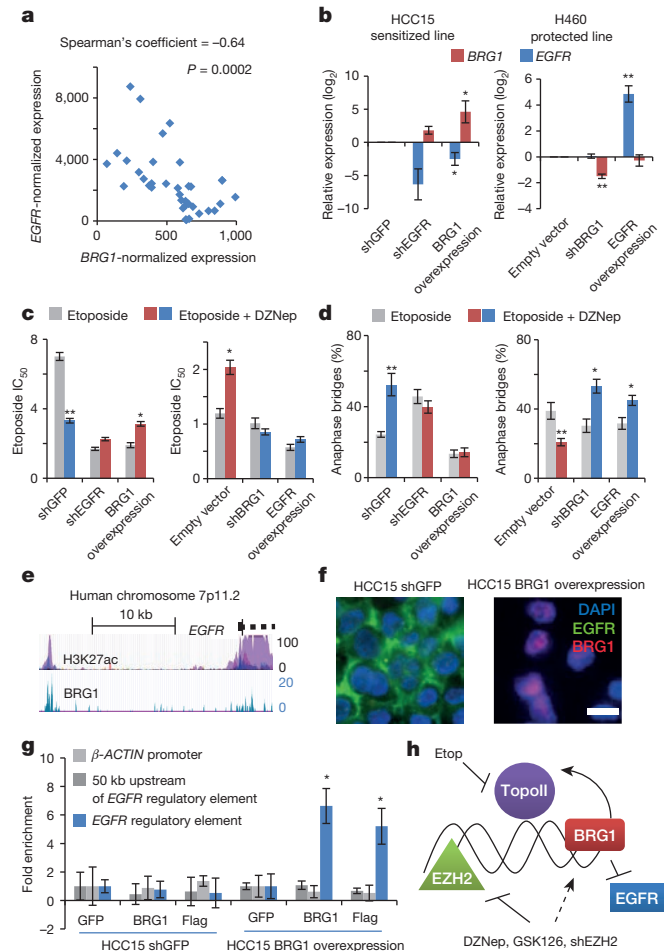 a
Spearman's coefficient = –0.64
P = 0.0002
8,000
4,000
0
0 500 1,000
EGFR-normalized expression
BRG1-normalized expression
b
HCC15 sensitized line
H460 protected line
BRG1 EGFR
Relative expression (log2)
10
5
0
−5
−10
*
*
shGFP
shEGFR
BRG1 overexpression
Relative expression (log2)
6
4
2
0
−2
−4
**
**
Empty vector
shBRG1
EGFR overexpression
c
Etoposide Etoposide + DZNep
Etoposide IC50
6
4
2
0
**
*
shGFP
shEGFR
BRG1 overexpression
Etoposide IC50
2
1
0
*
Empty vector
shBRG1
EGFR overexpression
d
Etoposide Etoposide + DZNep
Anaphase bridges (%)
80
60
40
20
0
**
shGFP
shEGFR
BRG1 overexpression
Anaphase bridges (%)
80
60
40
20
0
**
*
*
Empty vector
shBRG1
EGFR overexpression
e
Human chromosome 7p11.2
10 kb
EGFR
100
H3K27ac
0
20
BRG1
0
f
HCC15 shGFP
HCC15 BRG1 overexpression
DAPI
EGFR
BRG1
g
β-ACTIN promoter
50 kb upstream
of EGFR regulatory element
EGFR regulatory element
Fold enrichment
10
8
6
4
2
0
−2
*
*
GFP BRG1 Flag GFP BRG1 Flag
HCC15 shGFP
HCC15 BRG1 overexpression
h
Etop
TopoII
BRG1
EZH2
EGFR
DZNep, GSK126, shEZH2